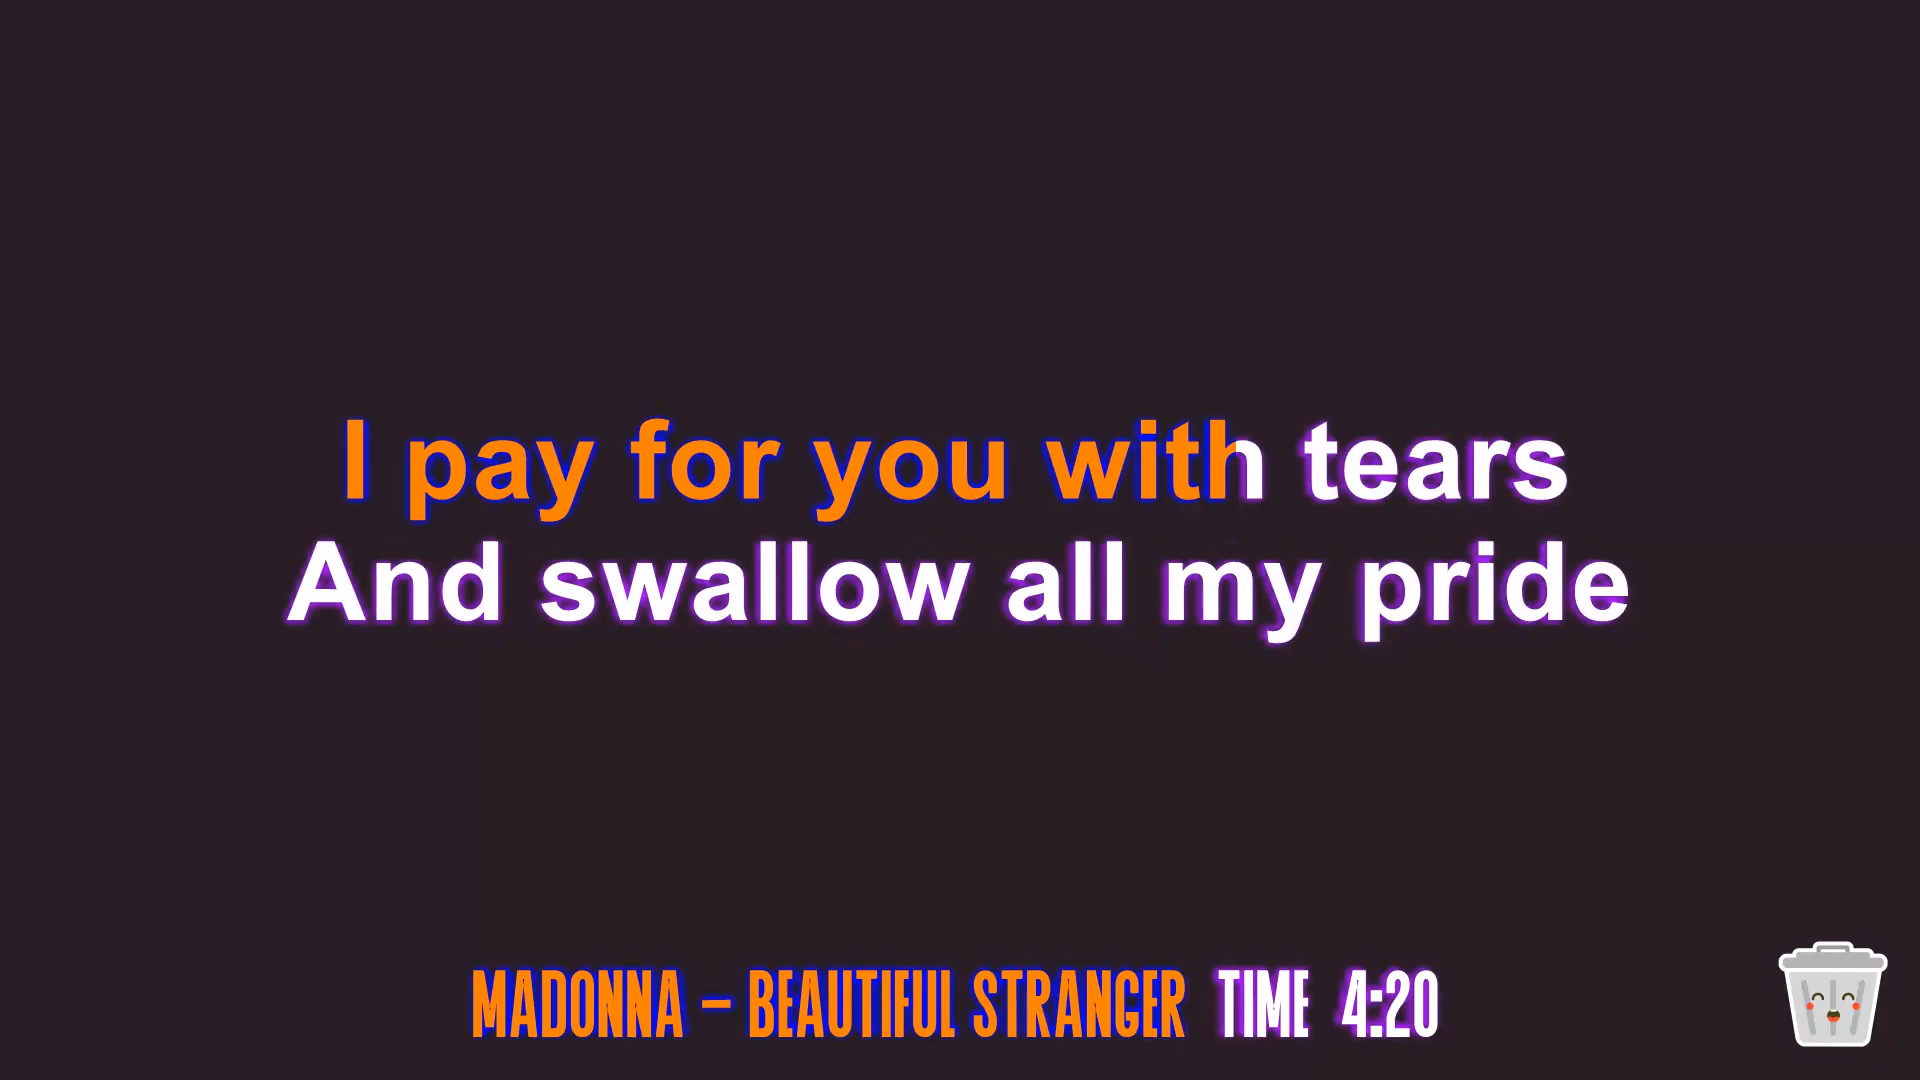 I pay for you with tears
And swallow all my pride
MADONNA – BEAUTIFUL STRANGER TIME 4:20